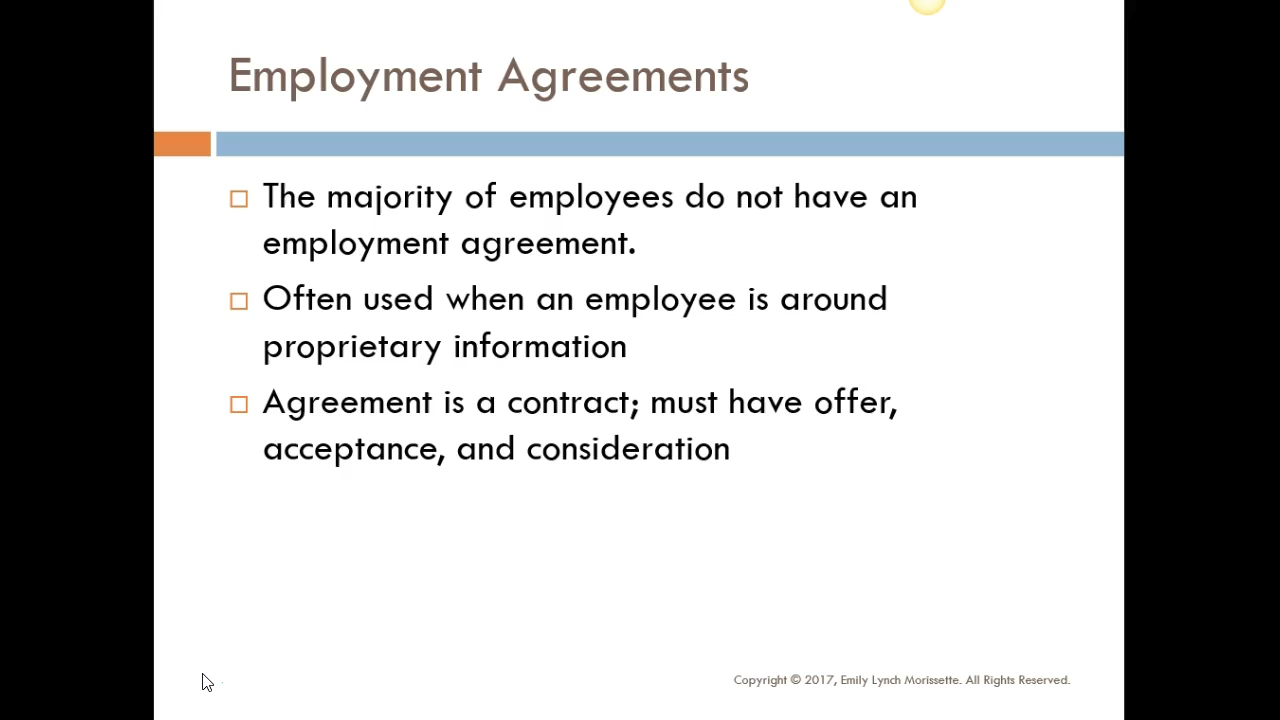 Employment Agreements
The majority of employees do not have an
employment agreement.
Often used when an employee is around
proprietary information
Agreement is a contract; must have offer,
acceptance, and consideration
Copyright © 2017, Emily Lynch Morissette. All Rights Reserved.